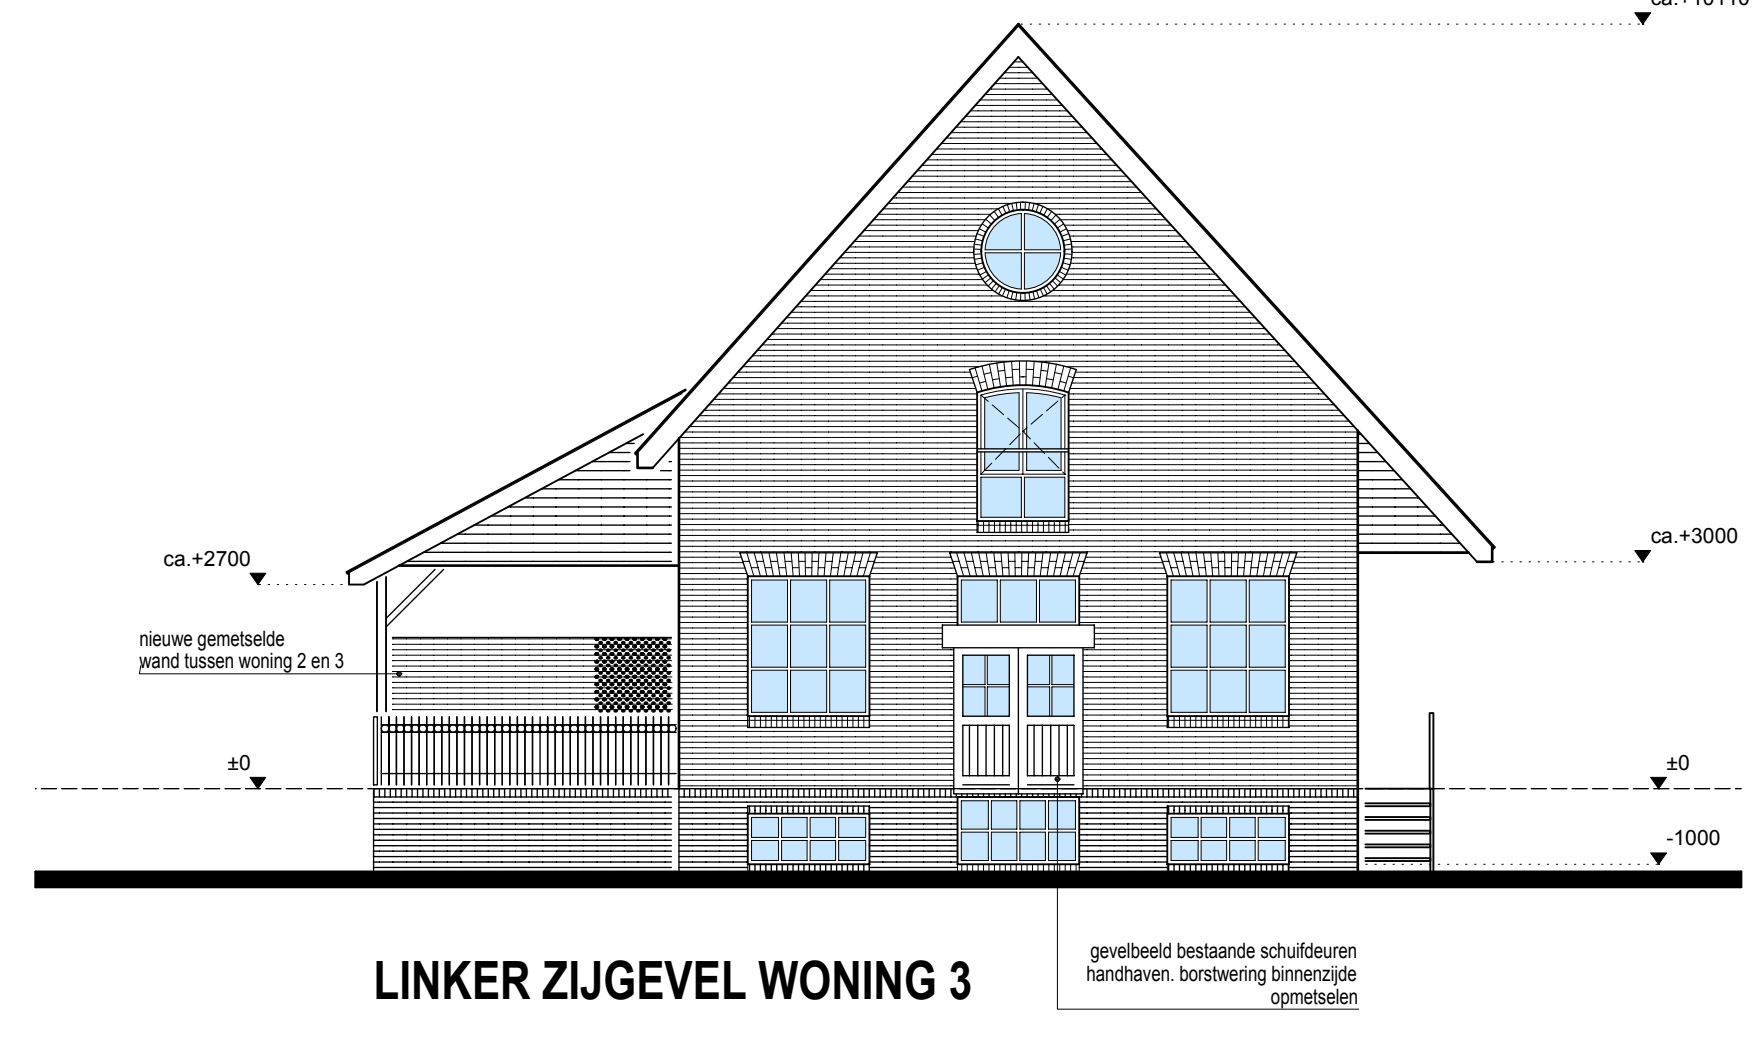 ca.+2700
ca.+3000
nieuwe gemetselde
wand tussen woning 2 en 3
±0
±0
-1000
gevelbeeld bestaande schuifdeuren
handhaven. borstwering binnenzijde
opmetselen
LINKER ZIJGEVEL WONING 3